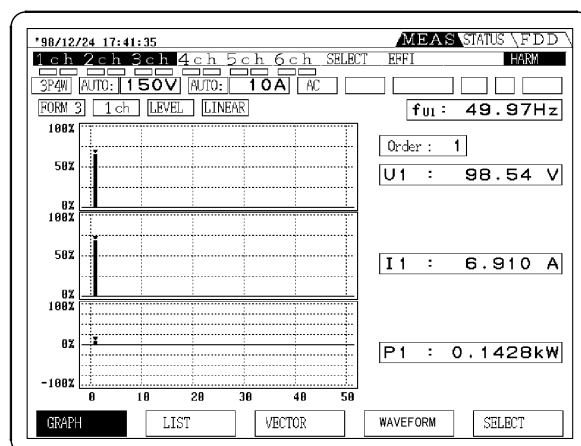 '98/12/24 17:41:35 MEAS STATUS FDD
1ch 2ch 3ch 4ch 5ch 6ch SELECT EFFI HARM
3P4W AUTO: 150V AUTO: 10A AC
FORM 3 1ch LEVEL LINEAR fU1: 49.97Hz
100%
Order: 1
50%
U1 : 98.54 V
0%
100%
50%
I1 : 6.910 A
0%
100%
0%
P1 : 0.1428kW
-100%
0 10 20 30 40 50
GRAPH LIST VECTOR WAVEFORM SELECT